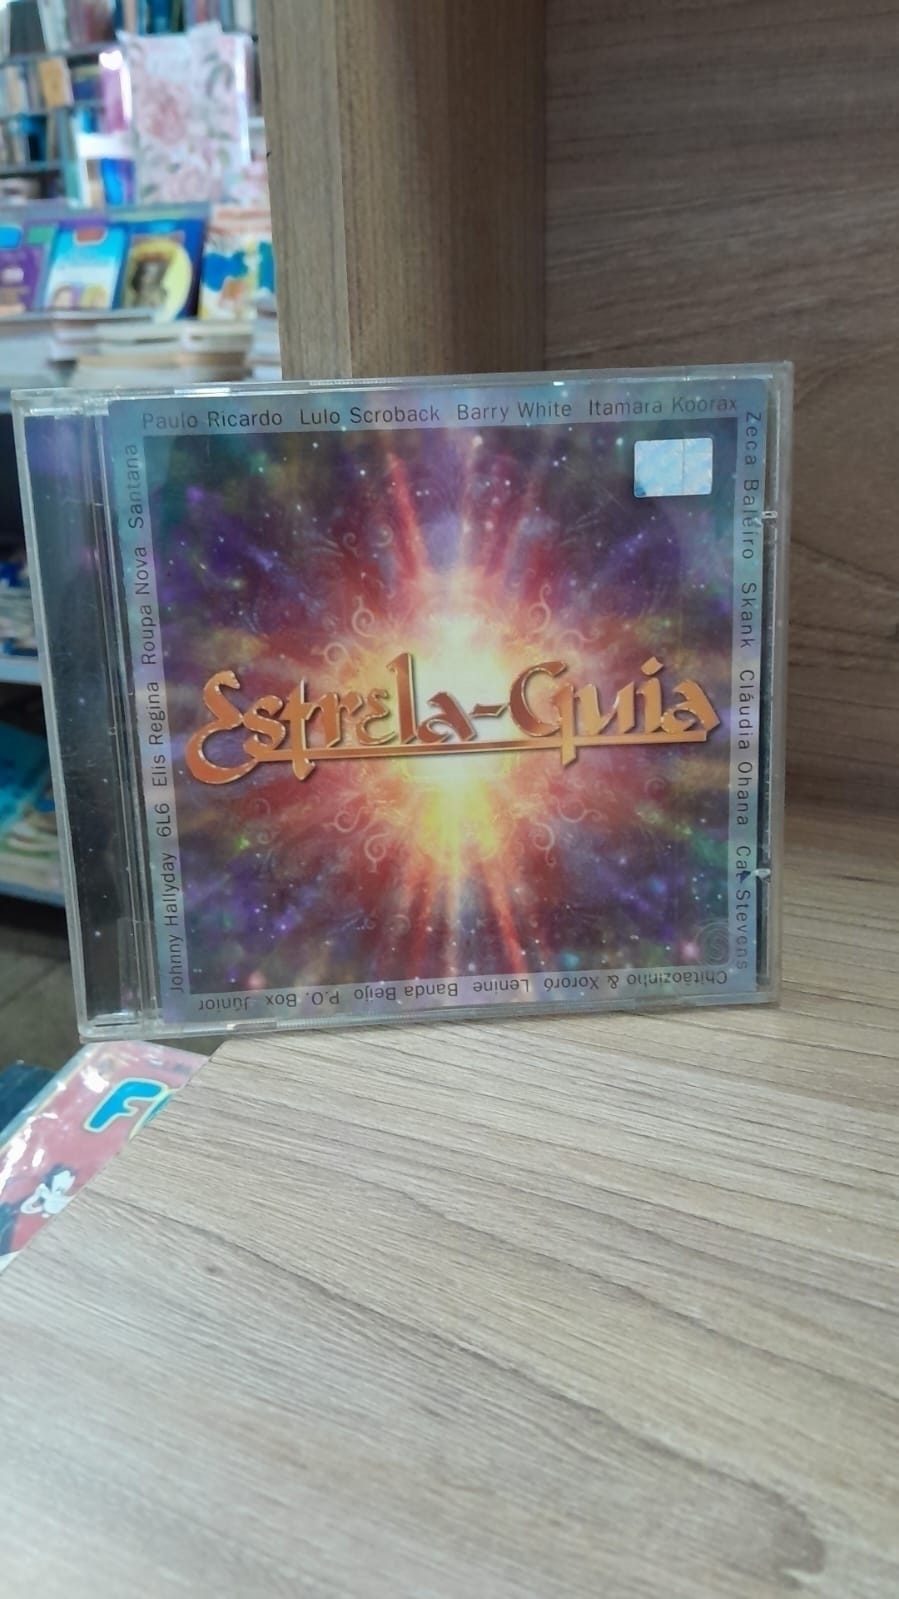 Paulo Ricardo Lulo Scroback Barry White Itamara Koorax
Zeca Baleiro Skank Cláudia Ohana Cat Stevens
Chitãozinho & Xororó Lenine Banda Beijo P.O. Box Júnior
Johnny Hallyday 6L6 Elis Regina Roupa Nova Santana
Estrela-Guia